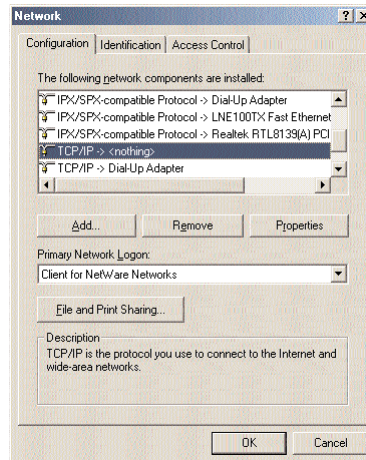 Network
Configuration Identification Access Control
The following network components are installed:
IPX/SPX-compatible Protocol -> Dial-Up Adapter
IPX/SPX-compatible Protocol -> LNE100TX Fast Ethernet
IPX/SPX-compatible Protocol -> Realtek RTL8139(A) PCI
TCP/IP -> <nothing>
TCP/IP -> Dial-Up Adapter
Add... Remove Properties
Primary Network Logon:
Client for NetWare Networks
File and Print Sharing...
Description
TCP/IP is the protocol you use to connect to the Internet and
wide-area networks.
OK Cancel